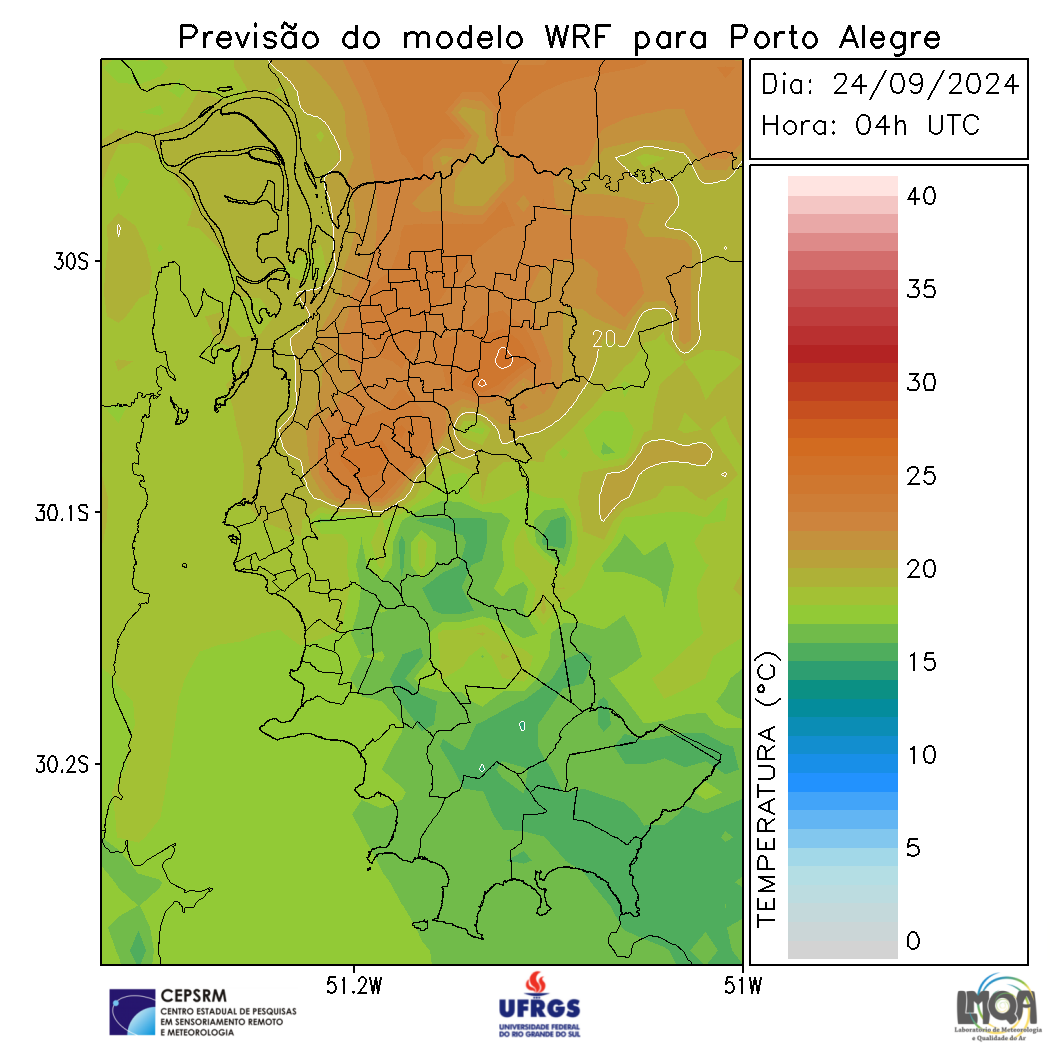 Previsão do modelo WRF para Porto Alegre
Dia: 24/09/2024
Hora: 04h UTC
40
35
30
25
20
15
10
5
0
TEMPERATURA (°C)
20
30S
30.1S
30.2S
51.2W
51W
CEPSRM
CENTRO ESTADUAL DE PESQUISAS
EM SENSORIAMENTO REMOTO
E METEOROLOGIA
UFRGS
UNIVERSIDADE FEDERAL
DO RIO GRANDE DO SUL
LMQA
Laboratório de Meteorologia
e Qualidade do Ar